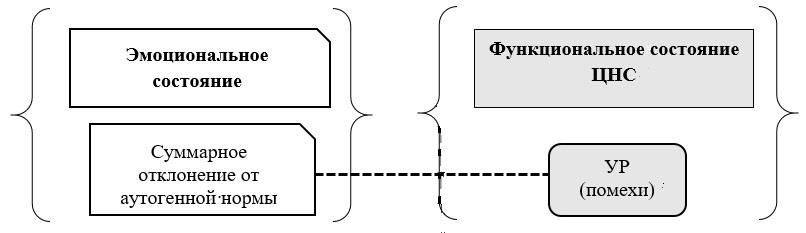 Эмоциональное
состояние
Функциональное состояние
ЦНС
Суммарное
отклонение от
аутогенной·нормы
УР
(помехи)